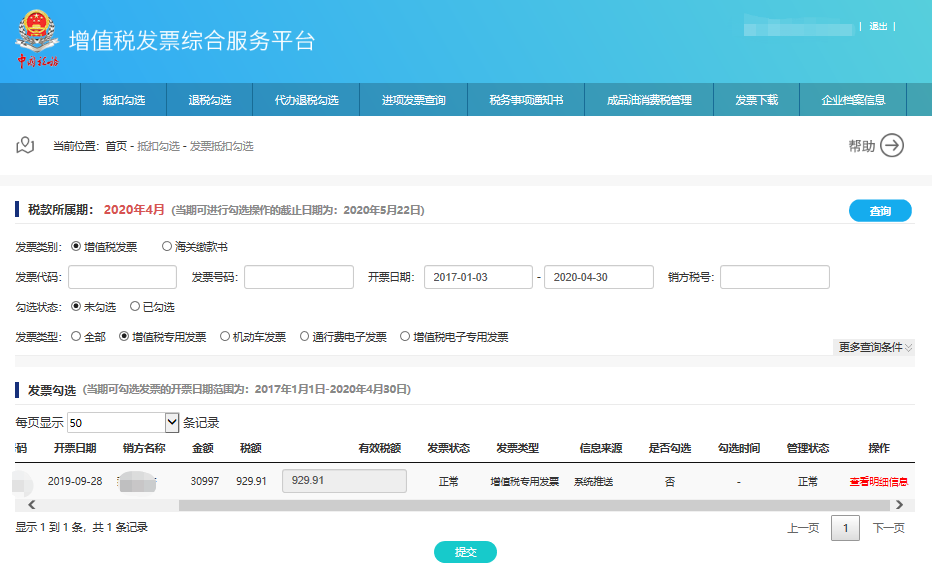 增值税发票综合服务平台
中国税务
| 退出 |
首页 抵扣勾选 退税勾选 代办退税勾选 进项发票查询 税务事项通知书 成品油消费税管理 发票下载 企业档案信息
当前位置: 首页 - 抵扣勾选 - 发票抵扣勾选
帮助
税款所属期: 2020年4月 (当期可进行勾选操作的截止日期为: 2020年5月22日)
查询
发票类别: 增值税发票 海关缴款书
发票代码: 发票号码: 开票日期: 2017-01-03 - 2020-04-30 销方税号:
勾选状态: 未勾选 已勾选
发票类型: 全部 增值税专用发票 机动车发票 通行费电子发票 增值税电子专用发票
更多查询条件
发票勾选 (当期可勾选发票的开票日期范围为: 2017年1月1日-2020年4月30日)
每页显示 50 条记录
码 开票日期 销方名称 金额 税额 有效税额 发票状态 发票类型 信息来源 是否勾选 勾选时间 管理状态 操作
2019-09-28 30997 929.91 929.91 正常 增值税专用发票 系统推送 否 - 正常 查看明细信息
显示 1 到 1 条，共 1 条记录
上一页 1 下一页
提交